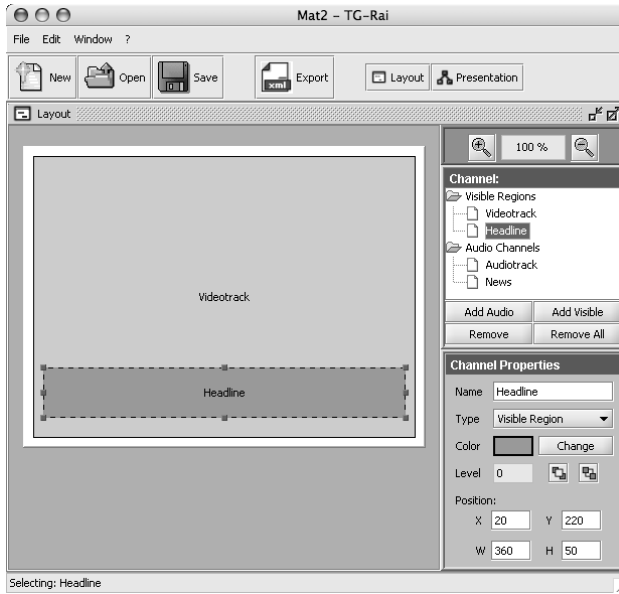 Mat2 – TG-Rai
File Edit Window ?
New Open Save xml Export Layout Presentation
Layout
100 %
Channel:
Visible Regions
Videotrack
Headline
Audio Channels
Audiotrack
News
Add Audio Add Visible
Remove Remove All
Videotrack
Headline
Channel Properties
Name Headline
Type Visible Region
Color Change
Level 0
Position:
X 20 Y 220
W 360 H 50
Selecting: Headline